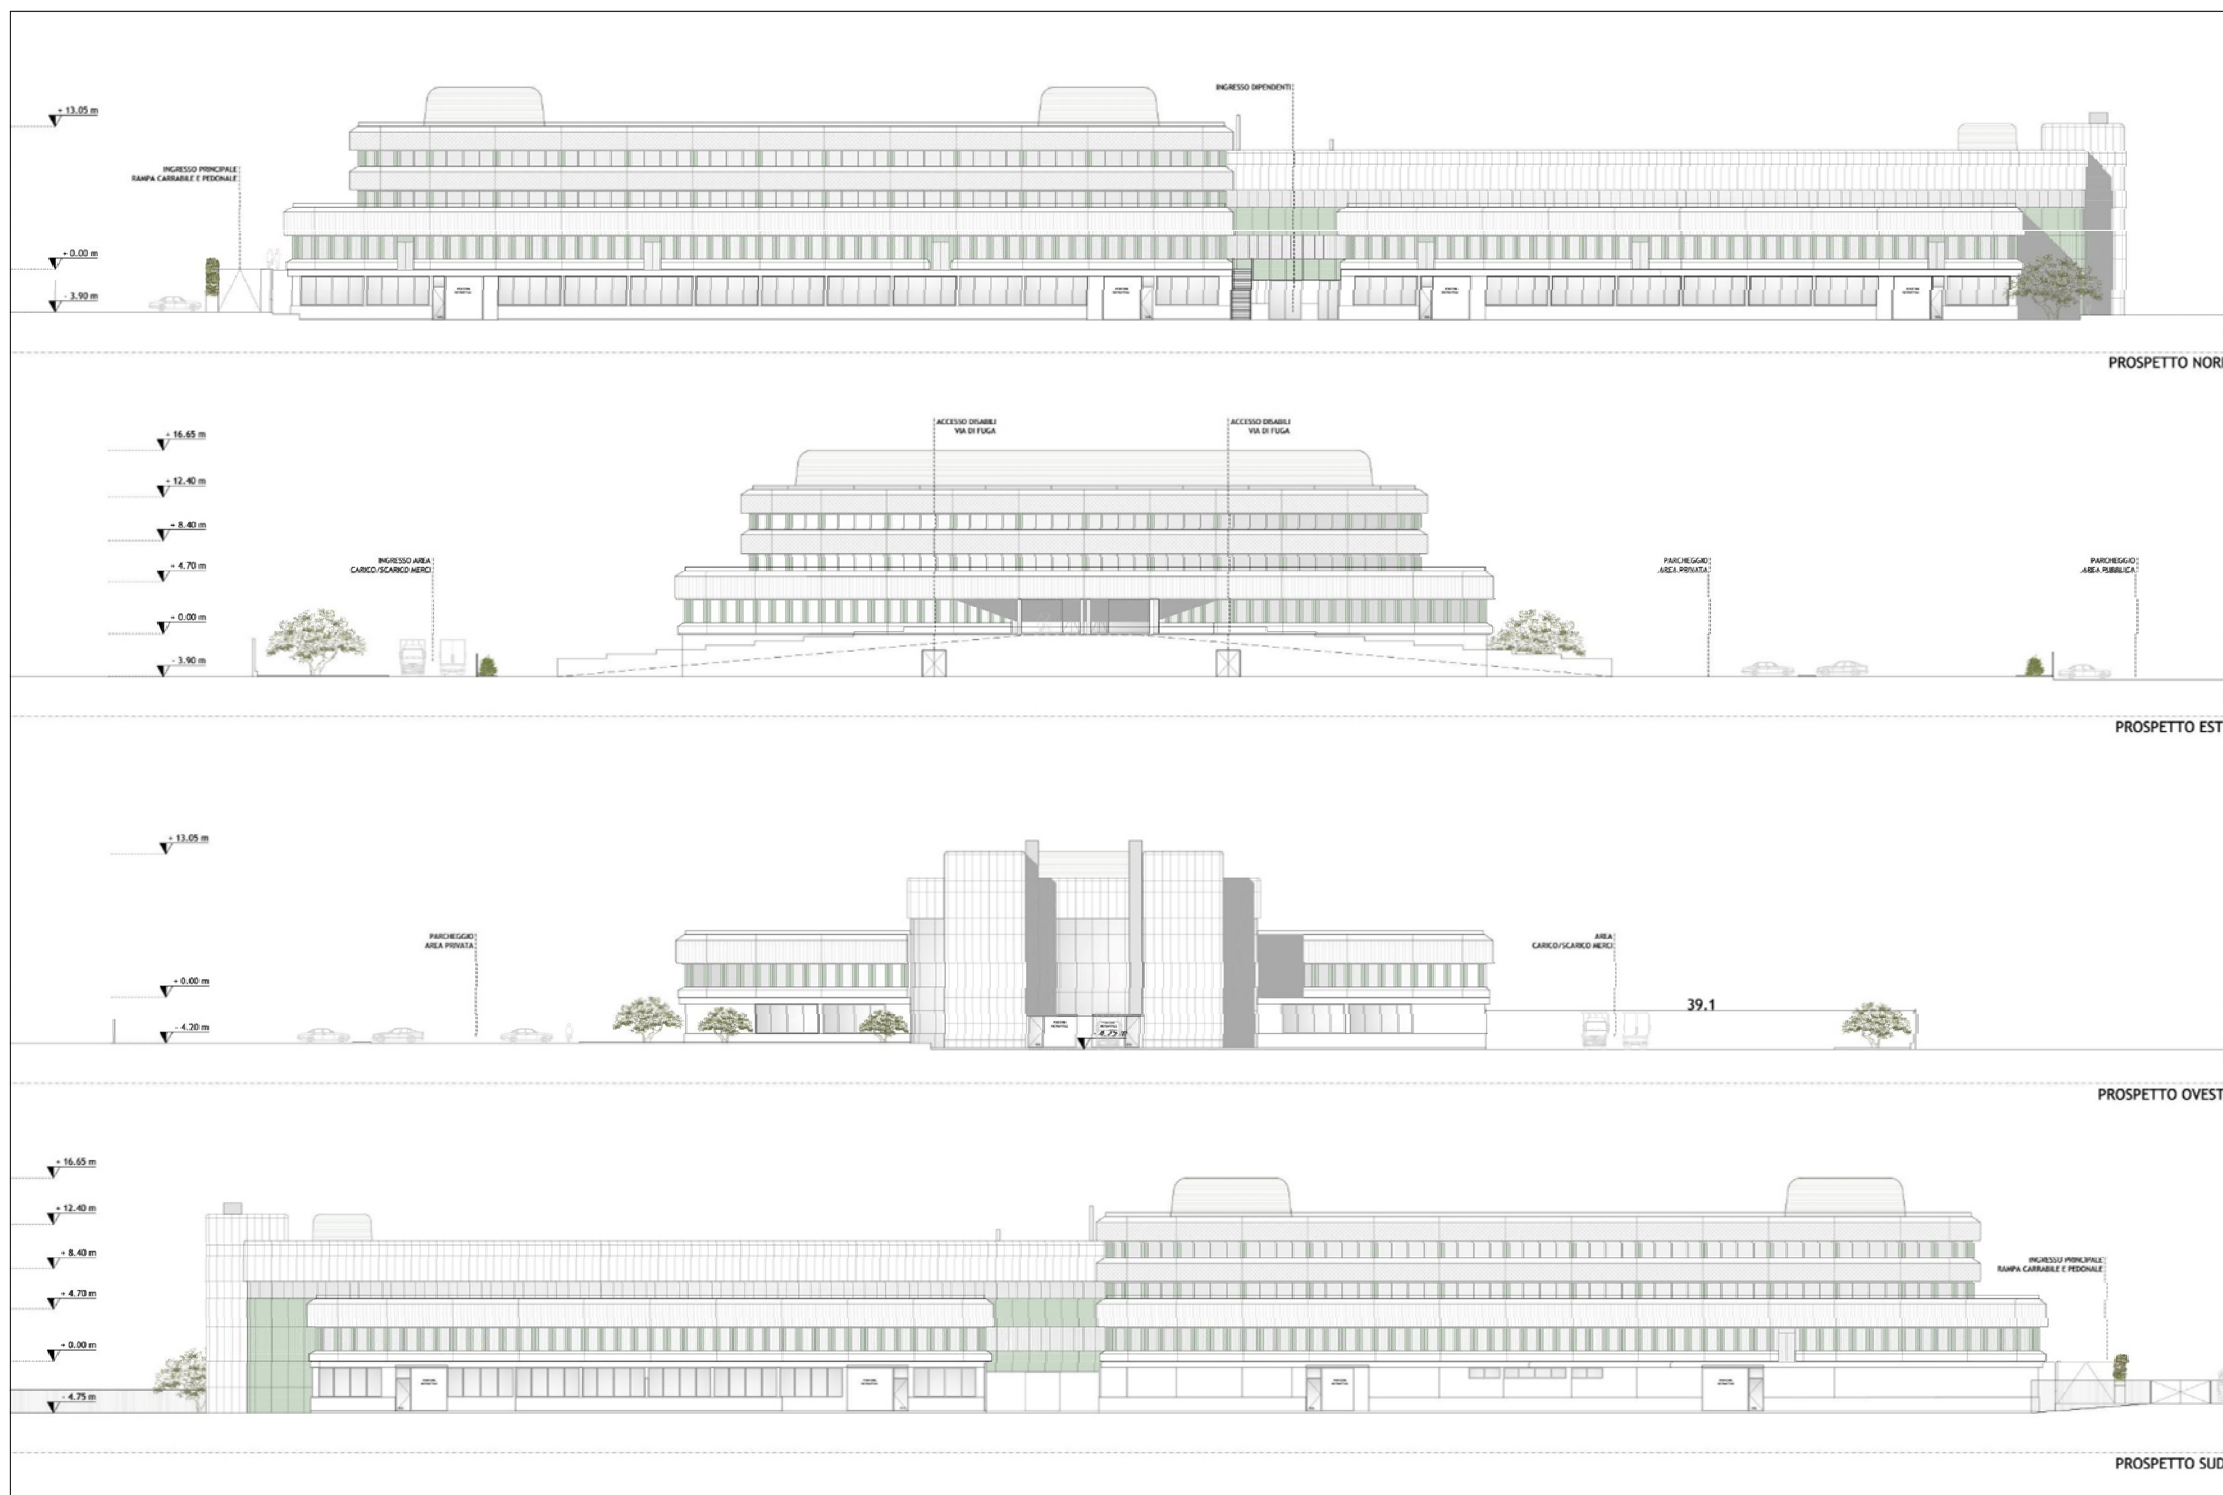 INGRESSO DIPENDENTI
+ 13.05 m
INGRESSO PRINCIPALE
RAMPA CARRABILE E PEDONALE
+ 0.00 m
- 3.90 m
PROSPETTO NOR
ACCESSO DISABILI
VIA DI FUGA
ACCESSO DISABILI
VIA DI FUGA
+ 16.65 m
+ 12.40 m
+ 8.40 m
+ 4.70 m
+ 0.00 m
- 3.90 m
INGRESSO AREA
CARICO/SCARICO MERCI
PARCHEGGIO
AREA PRIVATA
PARCHEGGIO
AREA PUBBLICA
PROSPETTO EST
+ 13.05 m
+ 0.00 m
- 4.20 m
PARCHEGGIO
AREA PRIVATA
AREA
CARICO/SCARICO MERCI
39.1
- 4.75 m
PROSPETTO OVEST
+ 16.65 m
+ 12.40 m
+ 8.40 m
+ 4.70 m
+ 0.00 m
- 4.75 m
INGRESSO PRINCIPALE
RAMPA CARRABILE E PEDONALE
PROSPETTO SUD